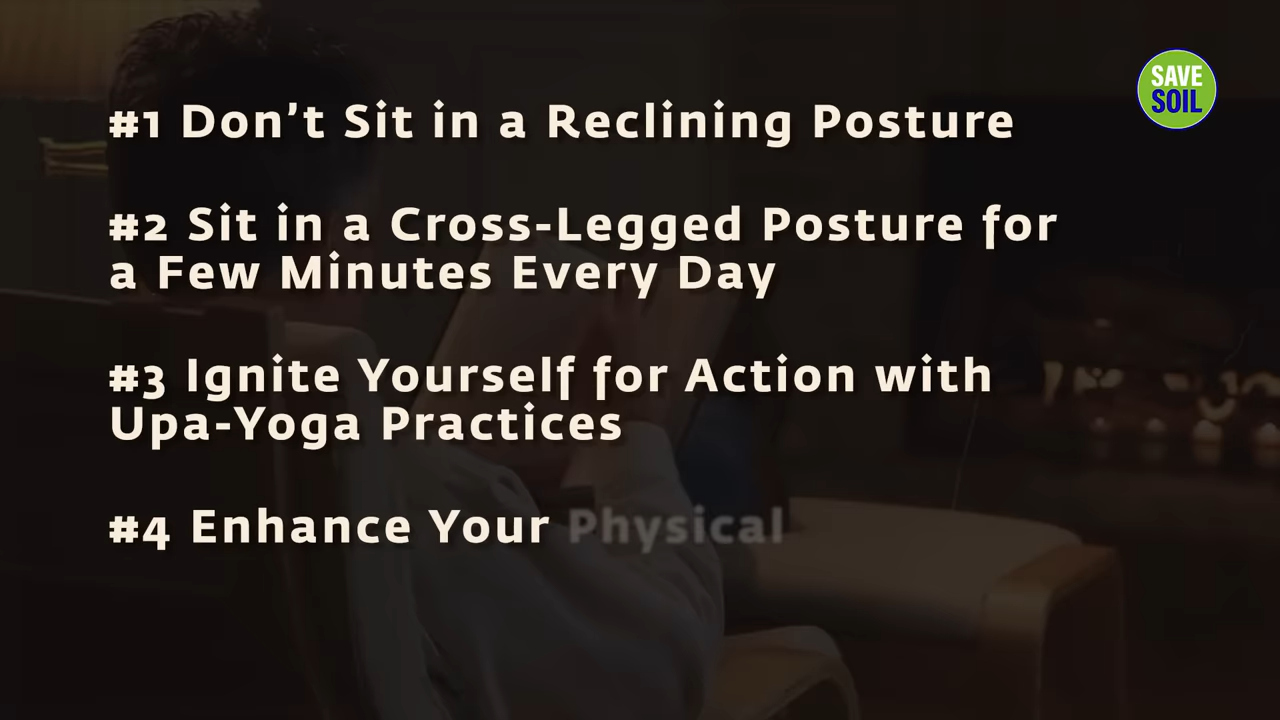 #1 Don’t Sit in a Reclining Posture
SAVE
SOIL
#2 Sit in a Cross-Legged Posture for
a Few Minutes Every Day
#3 Ignite Yourself for Action with
Upa-Yoga Practices
#4 Enhance Your Physical